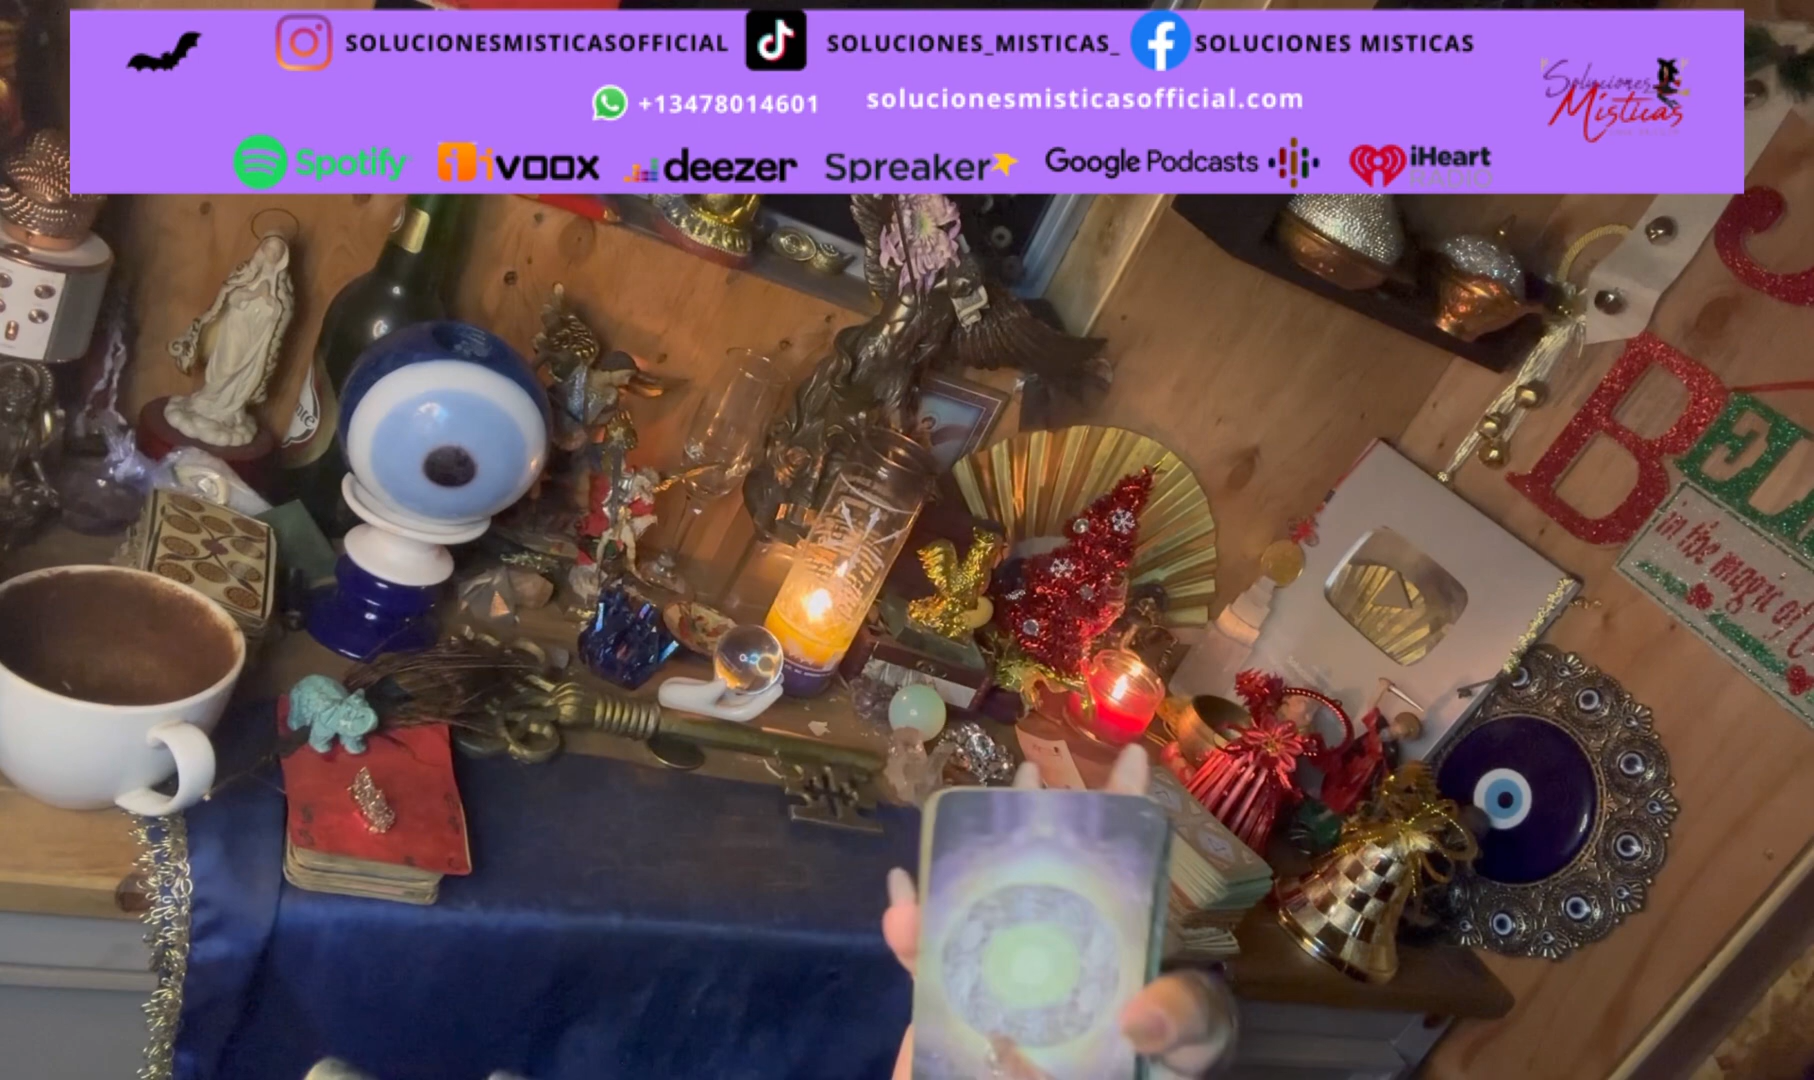 SOLUCIONESMISTICASOFFICIAL
SOLUCIONES_MISTICAS_
SOLUCIONES MISTICAS
+13478014601
solucionesmisticasofficial.com
Soluciones
Místicas
Spotify
iVOOX
deezer
Spreaker
Google Podcasts
iHeart
RADIO
B
in the magic of